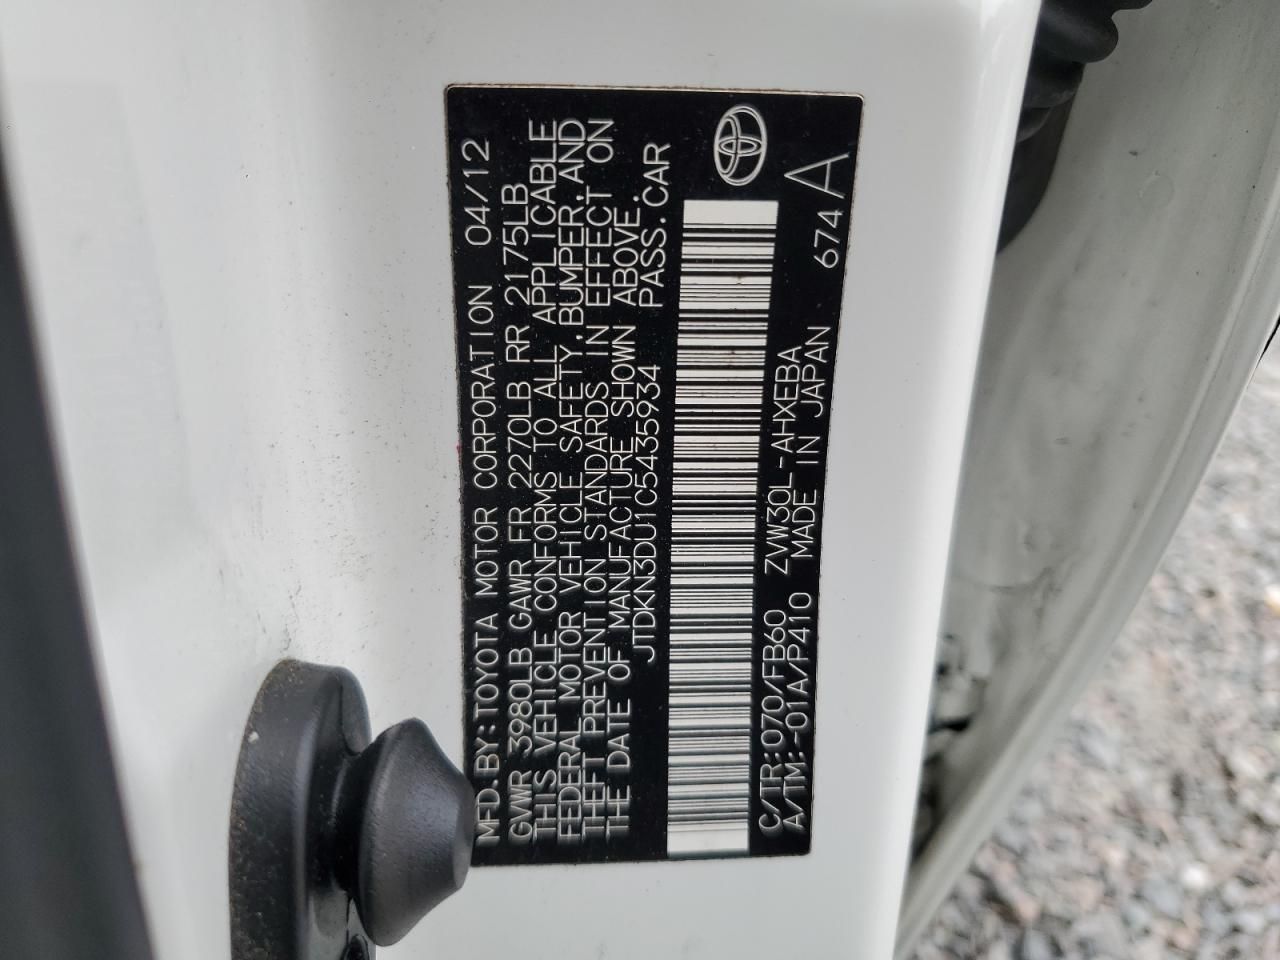 MFD.BY:TOYOTA MOTOR CORPORATION 04/12
GVWR 3980LB GAWR FR 2270LB RR 2175LB
THIS VEHICLE CONFORMS TO ALL APPLICABLE
FEDERAL MOTOR VEHICLE SAFETY,BUMPER,AND
THEFT PREVENTION STANDARDS IN EFFECT ON
THE DATE OF MANUFACTURE SHOWN ABOVE.
JTDKN3DU1C5435934 PASS.CAR
C/TR:070/FB60 ZVW30L-AHXEBA 674A
A/TM:-01A/P410 MADE IN JAPAN